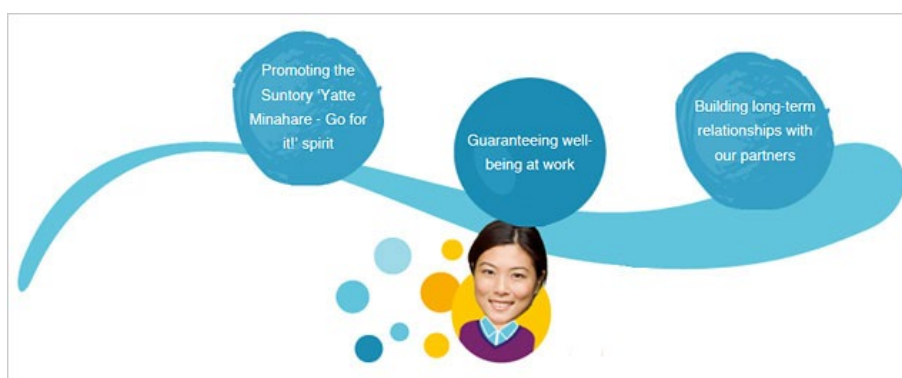 Promoting the
Suntory 'Yatte
Minahare - Go for
it!' spirit
Guaranteeing well-
being at work
Building long-term
relationships with
our partners